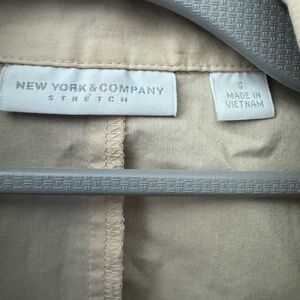 NEW YORK & COMPANY
STRETCH
S
MADE IN
VIETNAM